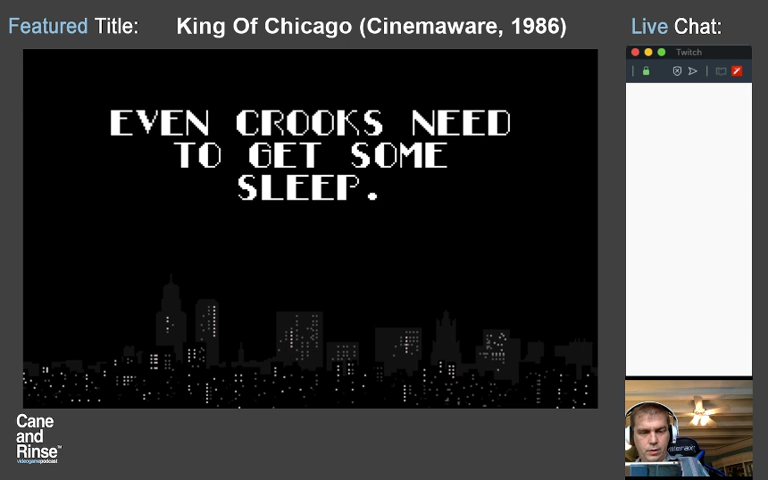 Featured Title: King Of Chicago (Cinemaware, 1986) Live Chat:
Twitch
EVEN CROOKS NEED
TO GET SOME
SLEEP.
Cane
and
Rinse™
videogamepodcast